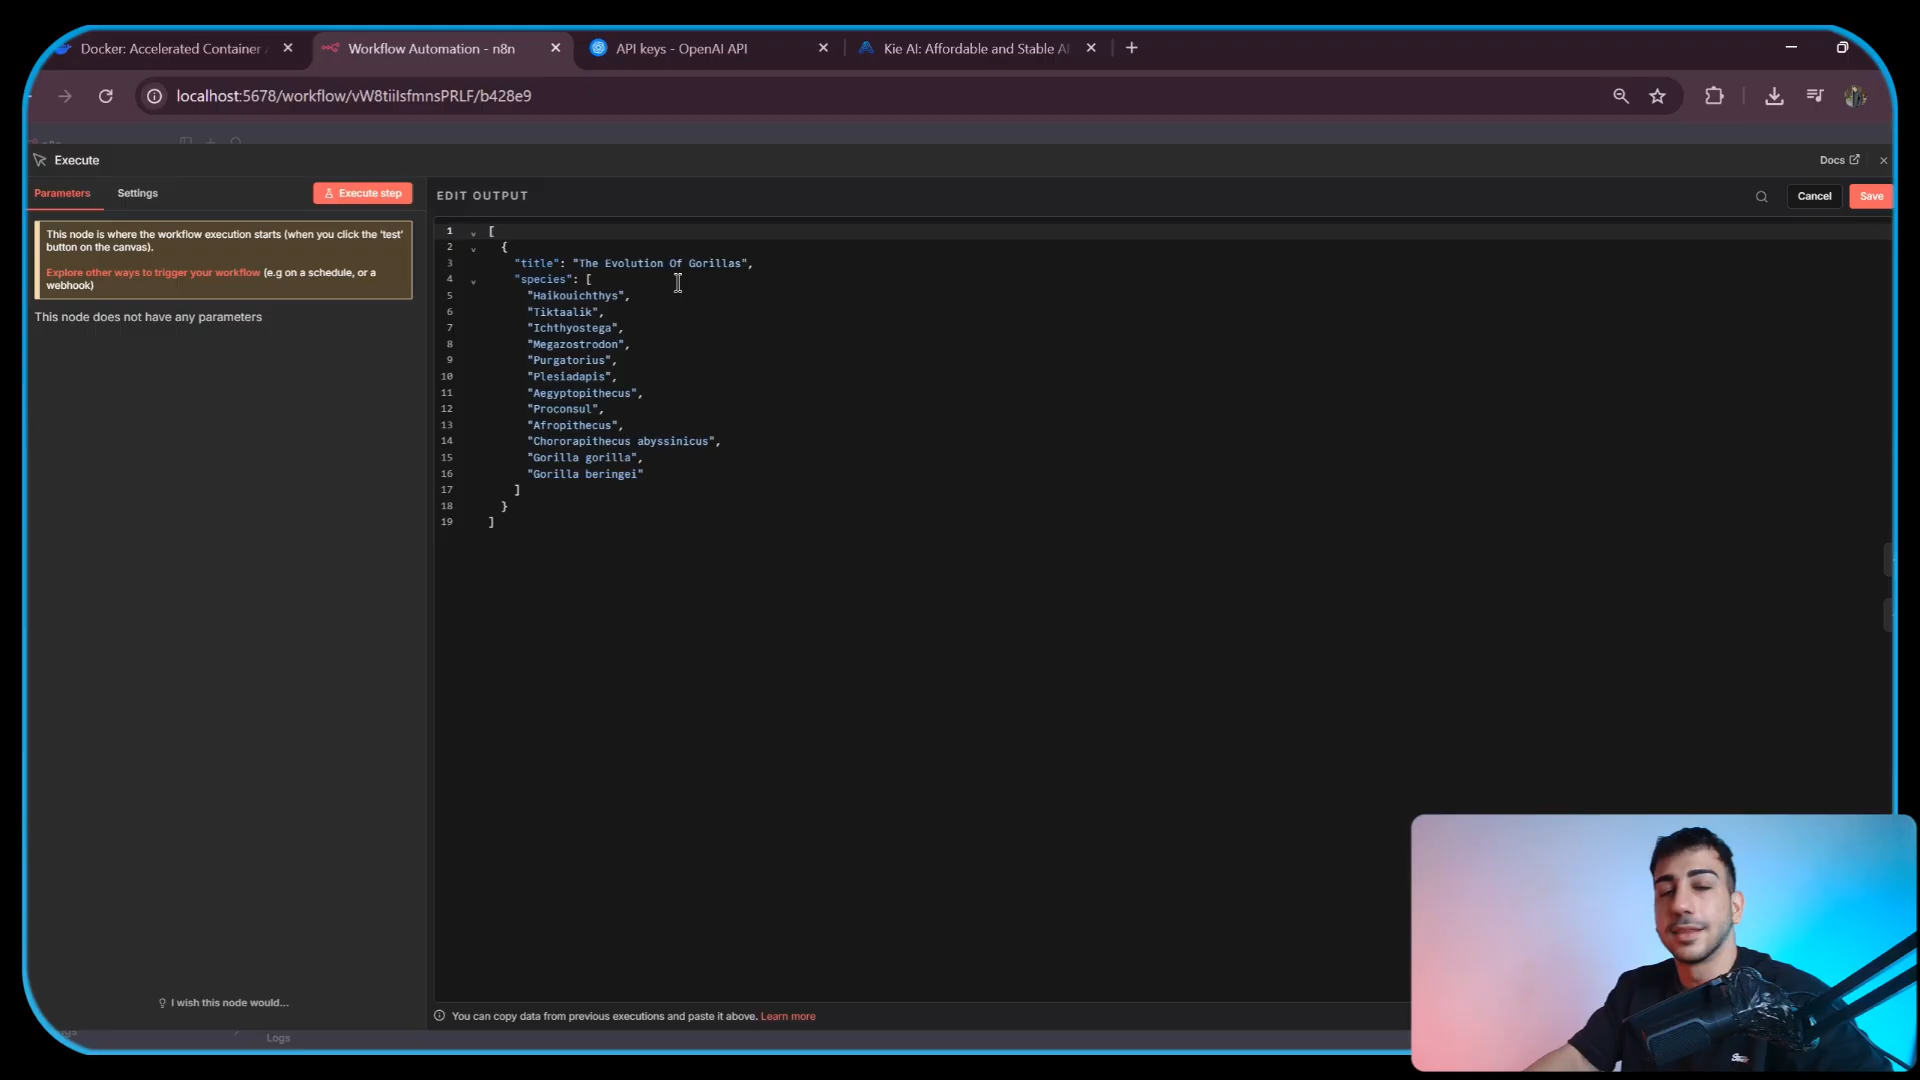 Docker: Accelerated Container
Workflow Automation - n8n
API keys - OpenAI API
Kie AI: Affordable and Stable AI
localhost:5678/workflow/vW8tiiIsfmnsPRLF/b428e9
Execute
Docs
Parameters
Settings
Execute step
EDIT OUTPUT
Cancel
Save
This node is where the workflow execution starts (when you click the 'test'
button on the canvas).
Explore other ways to trigger your workflow (e.g on a schedule, or a
webhook)
This node does not have any parameters
1 [
2 {
3 "title": "The Evolution Of Gorillas",
4 "species": [
5 "Haikouichthys",
6 "Tiktaalik",
7 "Ichthyostega",
8 "Megazostrodon",
9 "Purgatorius",
10 "Plesiadapis",
11 "Aegyptopithecus",
12 "Proconsul",
13 "Afropithecus",
14 "Chororapithecus abyssinicus",
15 "Gorilla gorilla",
16 "Gorilla beringei"
17 ]
18 }
19 ]
I wish this node would...
You can copy data from previous executions and paste it above. Learn more
Logs